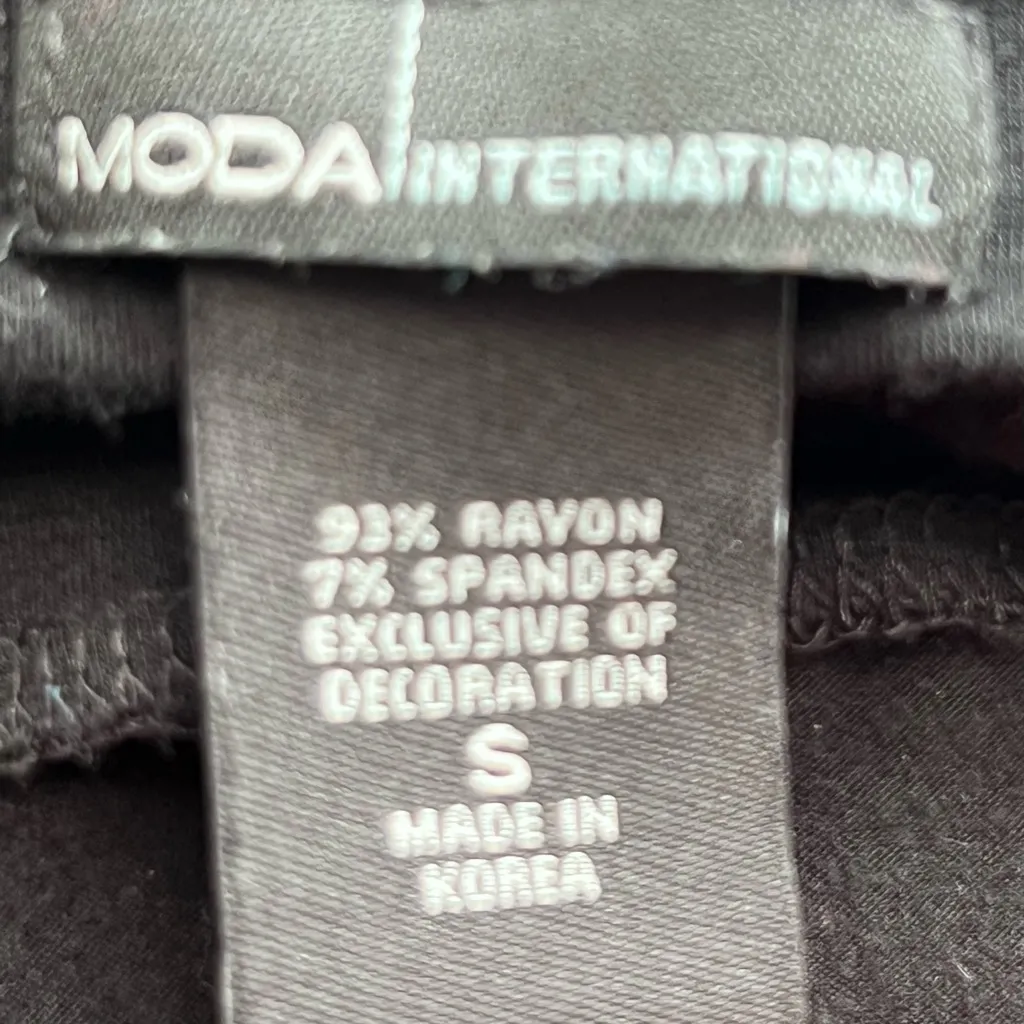 MODA INTERNATIONAL
93% RAYON
7% SPANDEX
EXCLUSIVE OF
DECORATION
S
MADE IN
KOREA